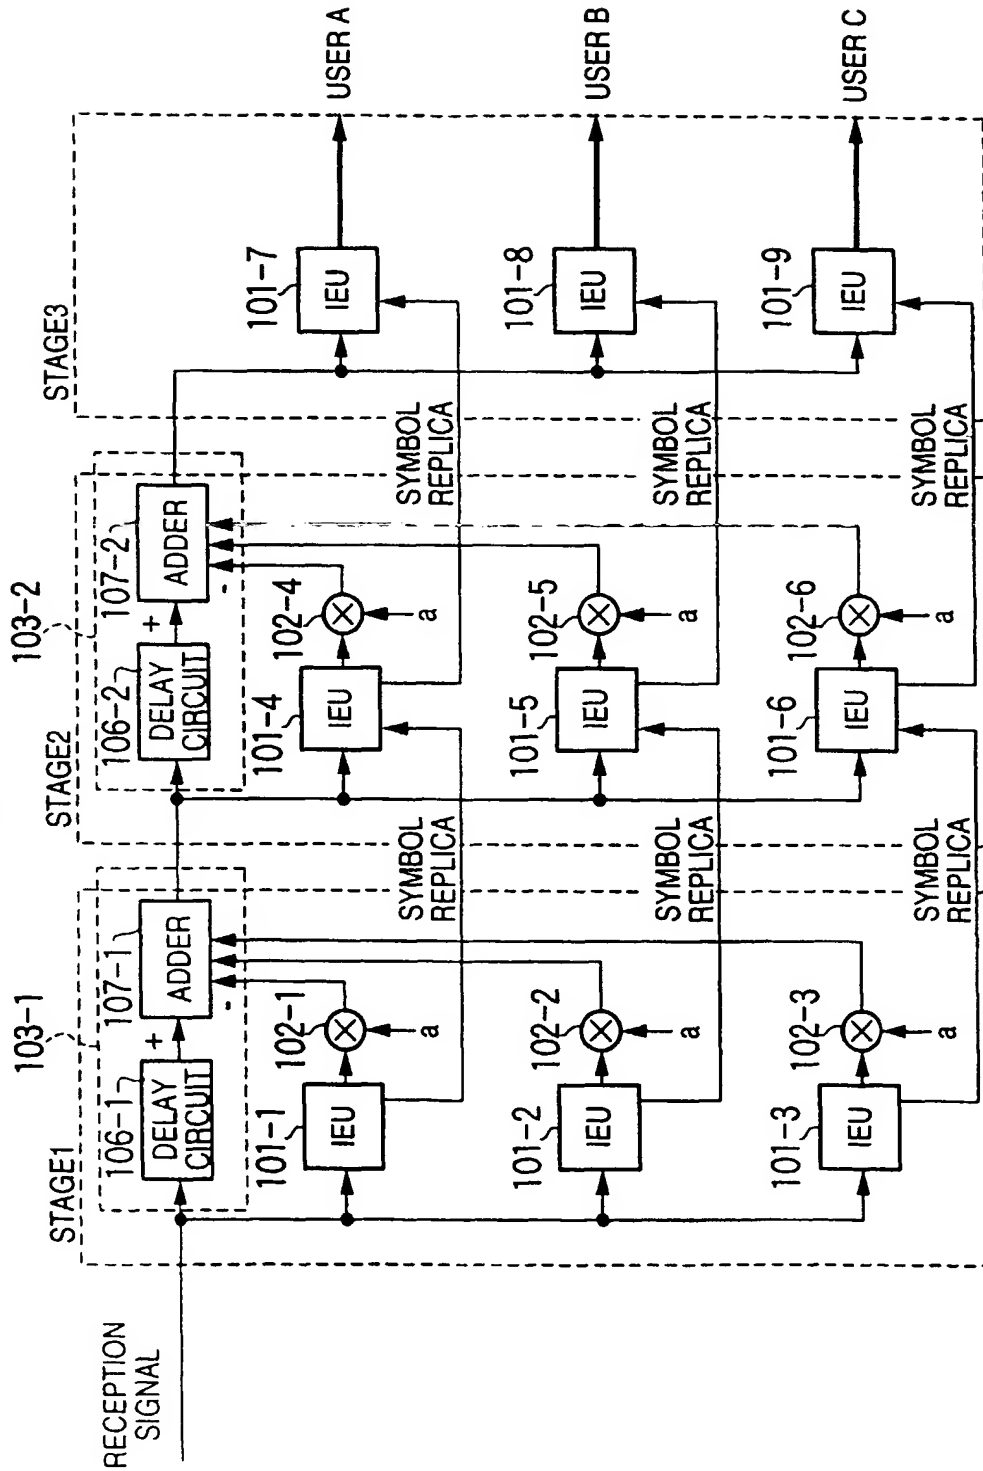 RECEPTION
SIGNAL
STAGE1
103-1
106-1
DELAY
CIRCUIT
+
107-1
ADDER
-
101-1
IEU
102-1
a
SYMBOL
REPLICA
101-2
IEU
102-2
a
SYMBOL
REPLICA
101-3
IEU
102-3
a
SYMBOL
REPLICA
STAGE2
103-2
106-2
DELAY
CIRCUIT
+
107-2
ADDER
-
101-4
IEU
102-4
a
SYMBOL
REPLICA
101-5
IEU
102-5
a
SYMBOL
REPLICA
101-6
IEU
102-6
a
SYMBOL
REPLICA
STAGE3
101-7
IEU
USER A
101-8
IEU
USER B
101-9
IEU
USER C